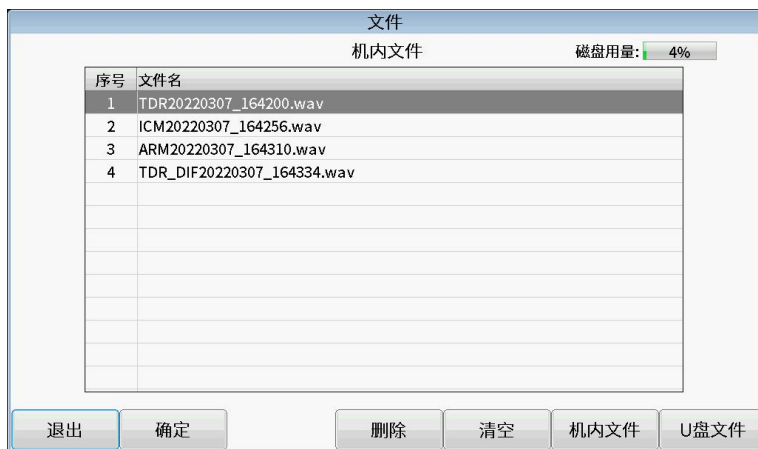 文件
机内文件 磁盘用量: 4%
序号 文件名
1 TDR20220307_164200.wav
2 ICM20220307_164256.wav
3 ARM20220307_164310.wav
4 TDR_DIF20220307_164334.wav
退出 确定 删除 清空 机内文件 U盘文件